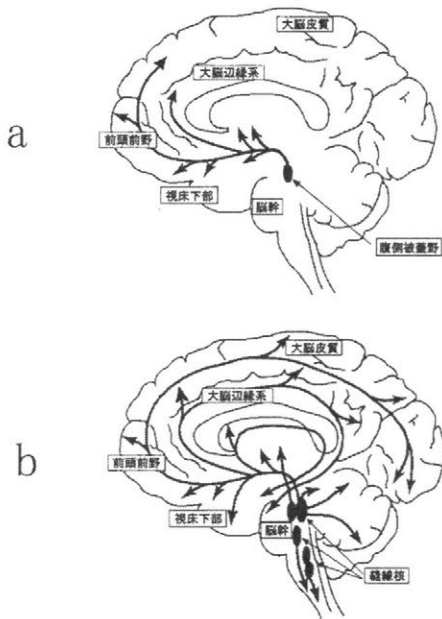 a
大脳皮質
大脳辺縁系
前頭前野
視床下部
脳幹
腹側被蓋野
b
大脳皮質
大脳辺縁系
前頭前野
視床下部
脳幹
縫線核